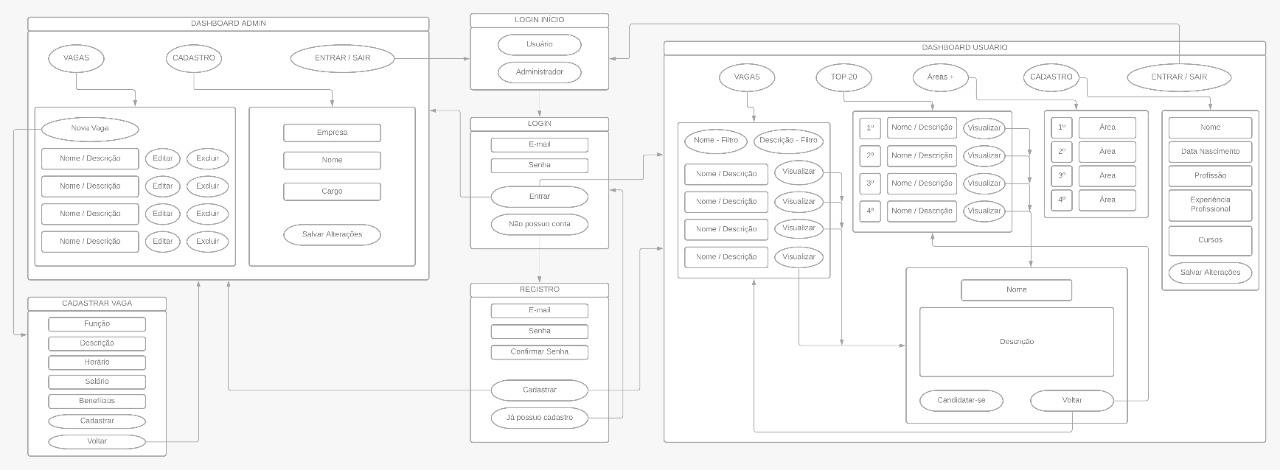 DASHBOARD ADMIN
VAGAS
CADASTRO
ENTRAR / SAIR
Nova Vaga
Nome / Descrição
Editar
Excluir
Nome / Descrição
Editar
Excluir
Nome / Descrição
Editar
Excluir
Nome / Descrição
Editar
Excluir
Empresa
Nome
Cargo
Salvar Alterações
CADASTRAR VAGA
Função
Descrição
Horário
Salário
Benefícios
Cadastrar
Voltar
LOGIN INÍCIO
Usuário
Administrador
LOGIN
E-mail
Senha
Entrar
Não possuo conta
REGISTRO
E-mail
Senha
Confirmar Senha
Cadastrar
Já possuo cadastro
DASHBOARD USUARIO
VAGAS
TOP 20
Áreas +
CADASTRO
ENTRAR / SAIR
Nome - Filtro
Descrição - Filtro
Nome / Descrição
Visualizar
Nome / Descrição
Visualizar
Nome / Descrição
Visualizar
Nome / Descrição
Visualizar
1º
Nome / Descrição
Visualizar
2º
Nome / Descrição
Visualizar
3º
Nome / Descrição
Visualizar
4º
Nome / Descrição
Visualizar
1º
Área
2º
Área
3º
Área
4º
Área
Nome
Data Nascimento
Profissão
Experiência
Profissional
Cursos
Salvar Alterações
Nome
Descrição
Candidatar-se
Voltar